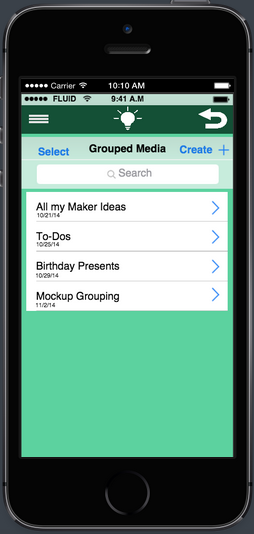 Carrier 10:10 AM
FLUID 9:41 A.M
Select Grouped Media Create +
Search
All my Maker Ideas
10/21/14
To-Dos
10/25/14
Birthday Presents
10/29/14
Mockup Grouping
11/2/14